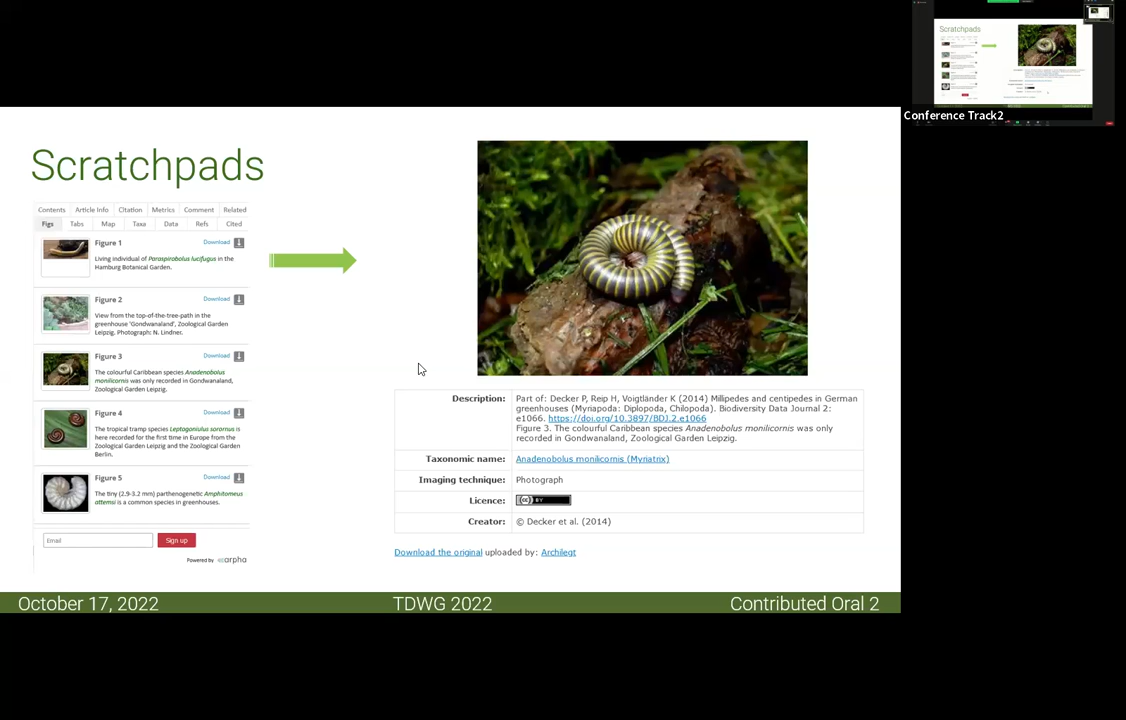 Scratchpads
Contents Article Info Citation Metrics Comment Related
Figs Tabs Map Taxa Data Refs Cited
Figure 1 Download
Living individual of Paraspirobolus lucifugus in the
Hamburg Botanical Garden.
Figure 2 Download
View from the top-of-the-tree-path in the
greenhouse 'Gondwanaland', Zoological Garden
Leipzig. Photograph: N. Lindner.
Figure 3 Download
The colourful Caribbean species Anadenobolus
monilicornis was only recorded in Gondwanaland,
Zoological Garden Leipzig.
Figure 4 Download
The tropical tramp species Leptogoniulus sorornus is
here recorded for the first time in Europe from the
Zoological Garden Leipzig and the Zoological Garden
Berlin.
Figure 5 Download
The tiny (2.9-3.2 mm) parthenogenetic Amphitomeus
attemsi is a common species in greenhouses.
Email Sign up
Powered by arpha
Description: Part of: Decker P, Reip H, Voigtländer K (2014) Millipedes and centipedes in German
greenhouses (Myriapoda: Diplopoda, Chilopoda). Biodiversity Data Journal 2:
e1066. https://doi.org/10.3897/BDJ.2.e1066
Figure 3. The colourful Caribbean species Anadenobolus monilicornis was only
recorded in Gondwanaland, Zoological Garden Leipzig.
Taxonomic name: Anadenobolus monilicornis (Myriatrix)
Imaging technique: Photograph
Licence: CC BY
Creator: © Decker et al. (2014)
Download the original uploaded by: Archilegt
October 17, 2022 TDWG 2022 Contributed Oral 2
Scratchpads
Conference Track2